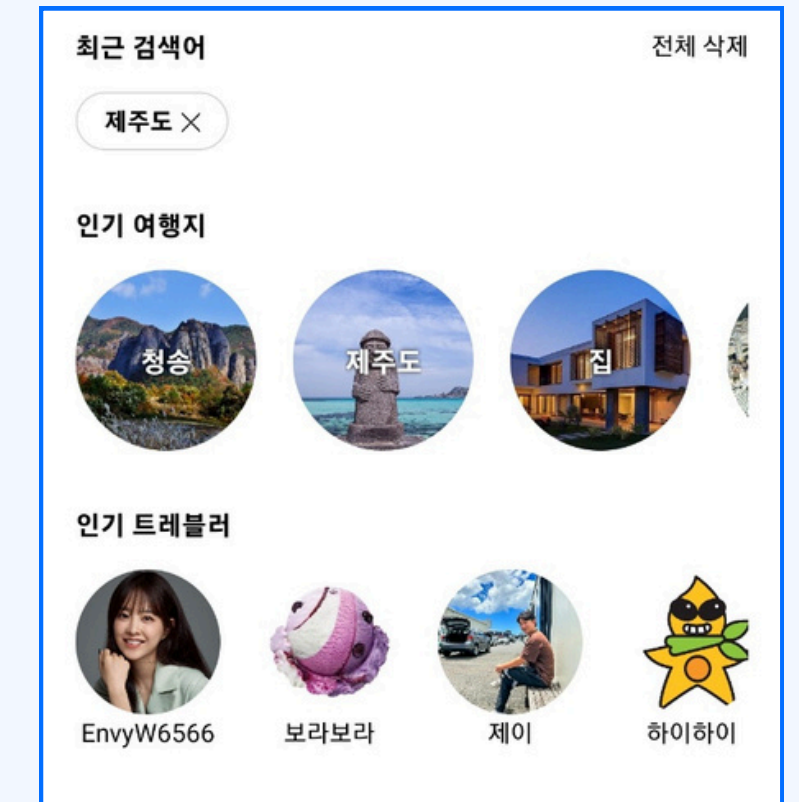 최근 검색어 전체 삭제
제주도
인기 여행지
청송 제주도 집
인기 트레블러
EnvyW6566 보라보라 제이 하이하이